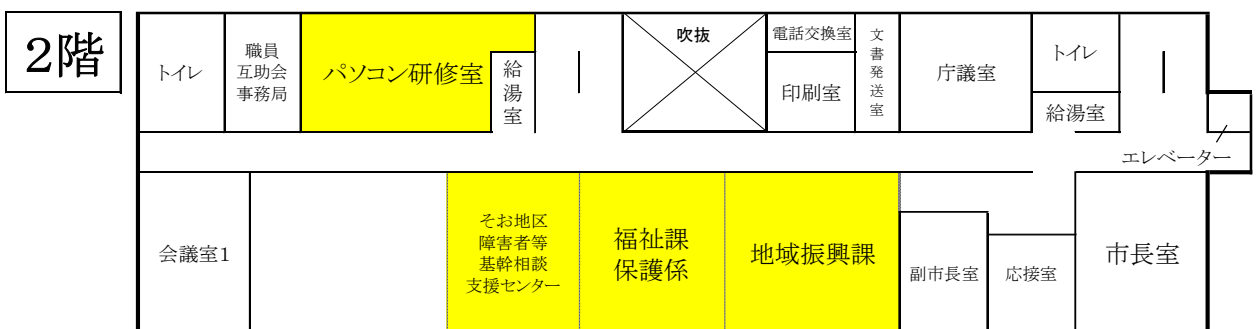 2階
トイレ
職員
互助会
事務局
パソコン研修室
給
湯
室
吹抜
電話交換室
印刷室
文
書
発
送
室
庁議室
トイレ
給湯室
エレベーター
会議室1
そお地区
障害者等
基幹相談
支援センター
福祉課
保護係
地域振興課
副市長室
応接室
市長室